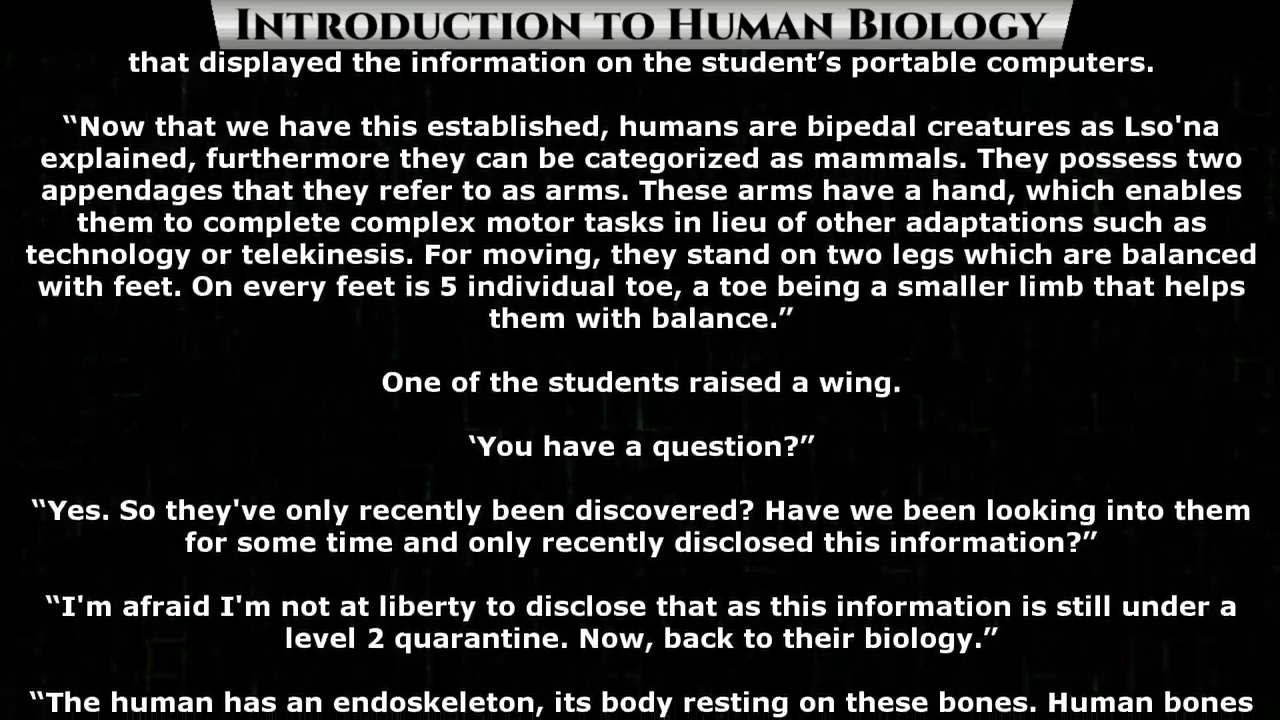 Introduction to Human Biology
that displayed the information on the student’s portable computers.
“Now that we have this established, humans are bipedal creatures as Lso'na
explained, furthermore they can be categorized as mammals. They possess two
appendages that they refer to as arms. These arms have a hand, which enables
them to complete complex motor tasks in lieu of other adaptations such as
technology or telekinesis. For moving, they stand on two legs which are balanced
with feet. On every feet is 5 individual toe, a toe being a smaller limb that helps
them with balance.”
One of the students raised a wing.
‘You have a question?”
“Yes. So they've only recently been discovered? Have we been looking into them
for some time and only recently disclosed this information?”
“I'm afraid I'm not at liberty to disclose that as this information is still under a
level 2 quarantine. Now, back to their biology.”
“The human has an endoskeleton, its body resting on these bones. Human bones